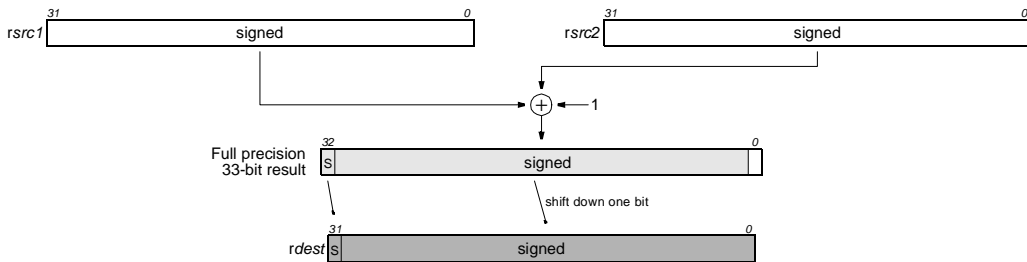 31 0 31 0
rsrc1 signed rsrc2 signed
1
32 0
Full precision
33-bit result
S signed
shift down one bit
31 0
rdest S signed